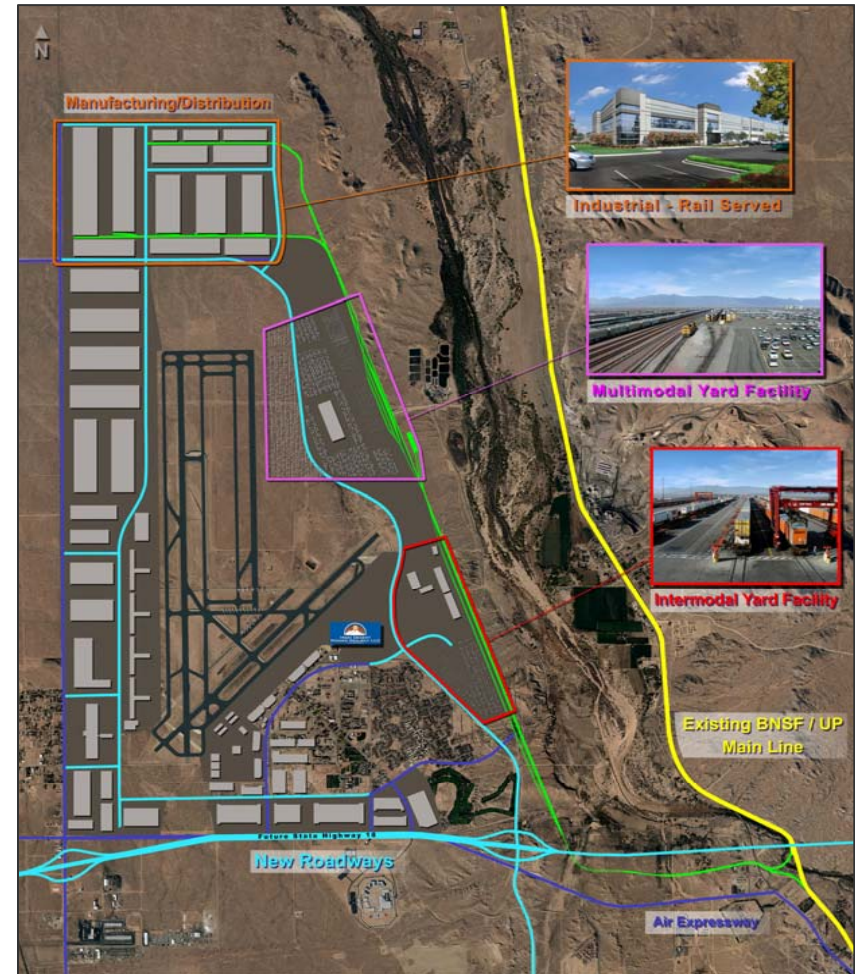 N
Manufacturing/Distribution
Industrial - Rail Served
Multimodal Yard Facility
Intermodal Yard Facility
Existing BNSF / UP
Main Line
Future State Highway 18
New Roadways
Air Expressway